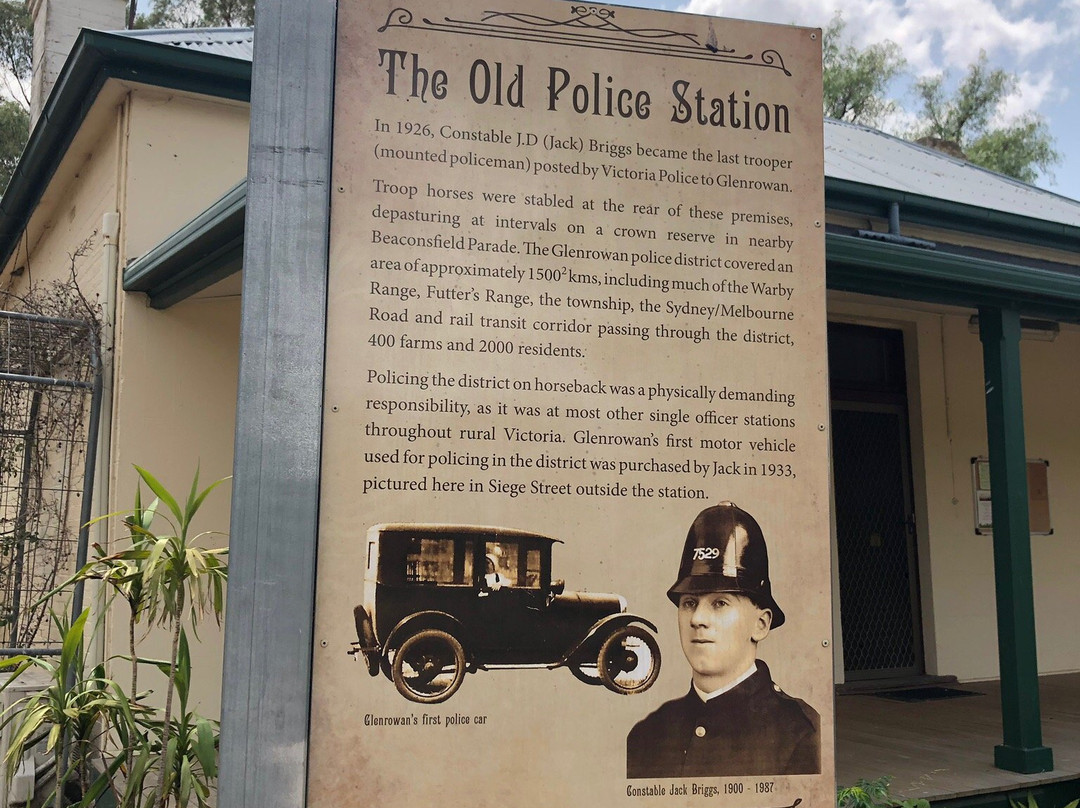 The Old Police Station
In 1926, Constable J.D (Jack) Briggs became the last trooper
(mounted policeman) posted by Victoria Police to Glenrowan.
Troop horses were stabled at the rear of these premises,
depasturing at intervals on a crown reserve in nearby
Beaconsfield Parade. The Glenrowan police district covered an
area of approximately 1500² kms, including much of the Warby
Range, Futter's Range, the township, the Sydney/Melbourne
Road and rail transit corridor passing through the district,
400 farms and 2000 residents.
Policing the district on horseback was a physically demanding
responsibility, as it was at most other single officer stations
throughout rural Victoria. Glenrowan's first motor vehicle
used for policing in the district was purchased by Jack in 1933,
pictured here in Siege Street outside the station.
7529
Glenrowan's first police car
Constable Jack Briggs, 1900 - 1987